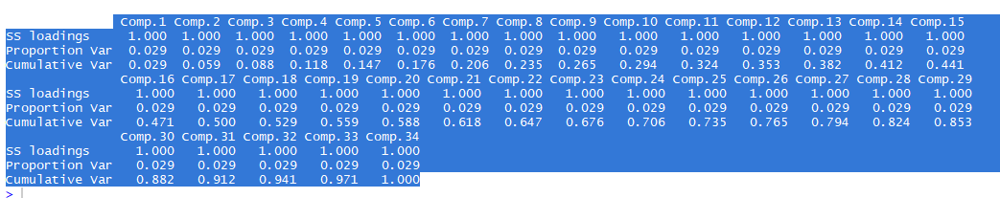 Comp.1 Comp.2 Comp.3 Comp.4 Comp.5 Comp.6 Comp.7 Comp.8 Comp.9 Comp.10 Comp.11 Comp.12 Comp.13 Comp.14 Comp.15
SS loadings 1.000 1.000 1.000 1.000 1.000 1.000 1.000 1.000 1.000 1.000 1.000 1.000 1.000 1.000 1.000
Proportion Var 0.029 0.029 0.029 0.029 0.029 0.029 0.029 0.029 0.029 0.029 0.029 0.029 0.029 0.029 0.029
Cumulative Var 0.029 0.059 0.088 0.118 0.147 0.176 0.206 0.235 0.265 0.294 0.324 0.353 0.382 0.412 0.441
Comp.16 Comp.17 Comp.18 Comp.19 Comp.20 Comp.21 Comp.22 Comp.23 Comp.24 Comp.25 Comp.26 Comp.27 Comp.28 Comp.29
SS loadings 1.000 1.000 1.000 1.000 1.000 1.000 1.000 1.000 1.000 1.000 1.000 1.000 1.000 1.000
Proportion Var 0.029 0.029 0.029 0.029 0.029 0.029 0.029 0.029 0.029 0.029 0.029 0.029 0.029 0.029
Cumulative Var 0.471 0.500 0.529 0.559 0.588 0.618 0.647 0.676 0.706 0.735 0.765 0.794 0.824 0.853
Comp.30 Comp.31 Comp.32 Comp.33 Comp.34
SS loadings 1.000 1.000 1.000 1.000 1.000
Proportion Var 0.029 0.029 0.029 0.029 0.029
Cumulative Var 0.882 0.912 0.941 0.971 1.000
>